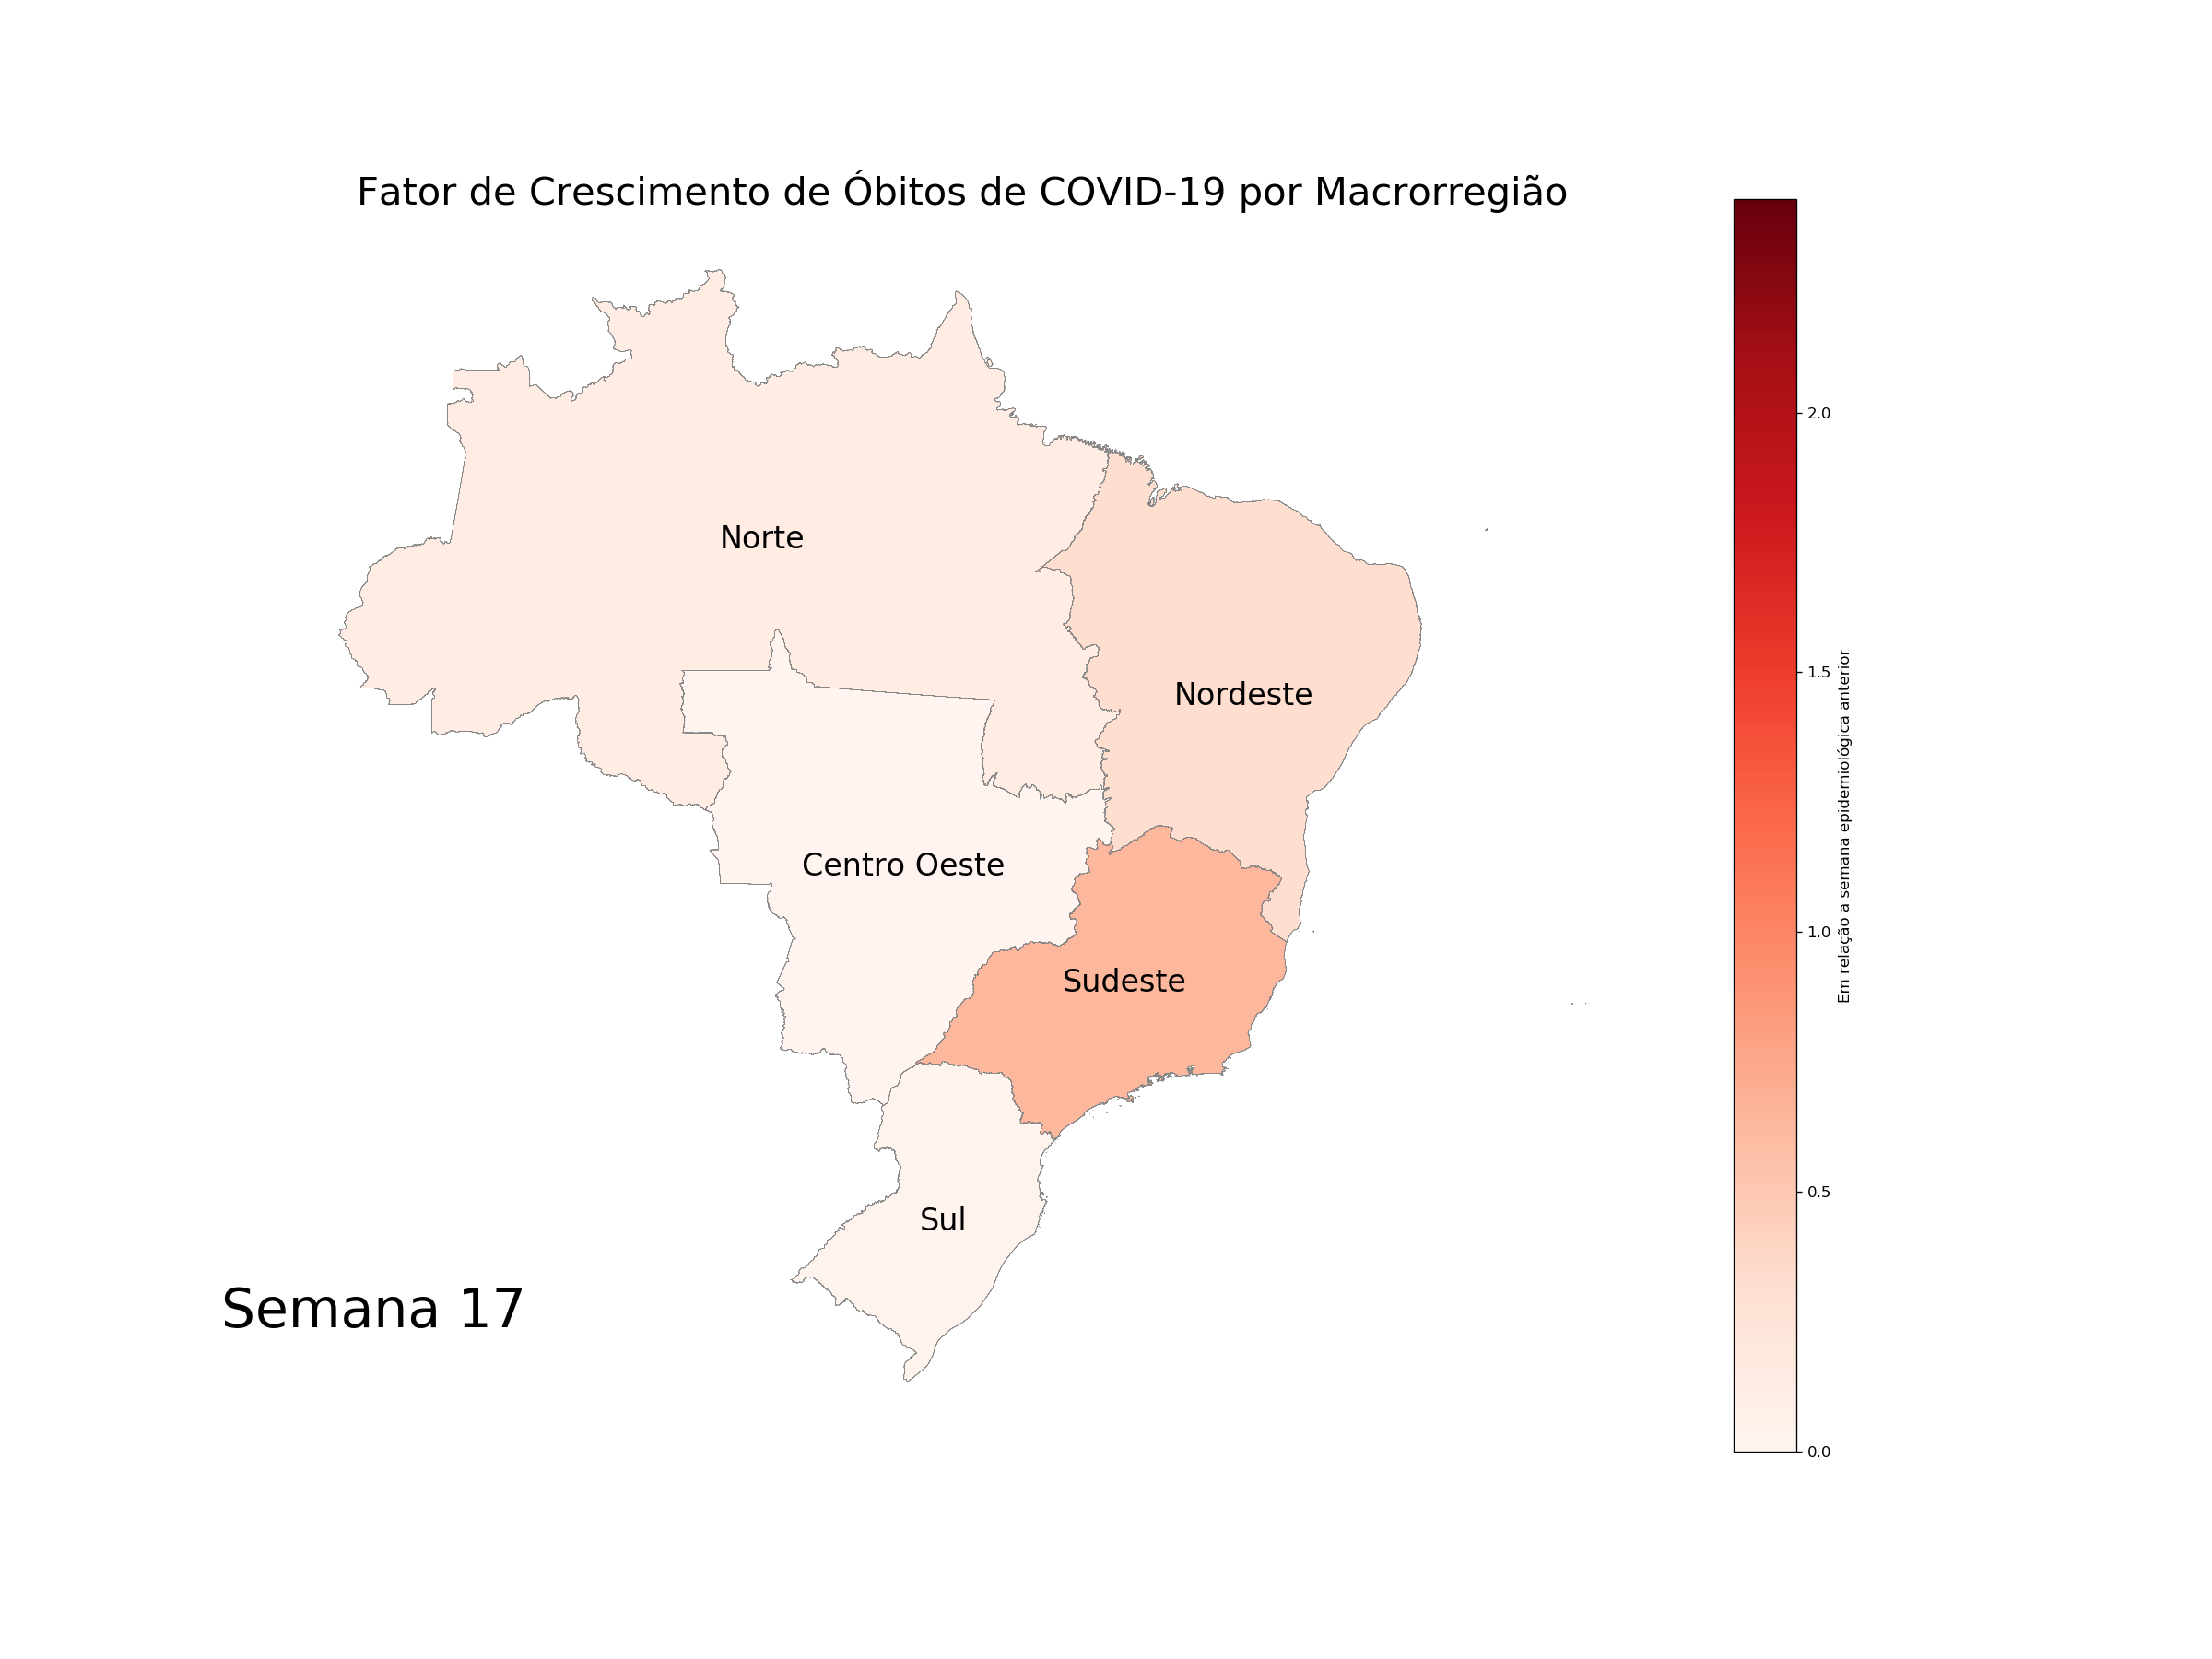 Fator de Crescimento de Óbitos de COVID-19 por Macrorregião
Norte
Nordeste
Centro Oeste
Sudeste
Sul
Semana 17
2.0
1.5
1.0
0.5
0.0
Em relação a semana epidemiológica anterior